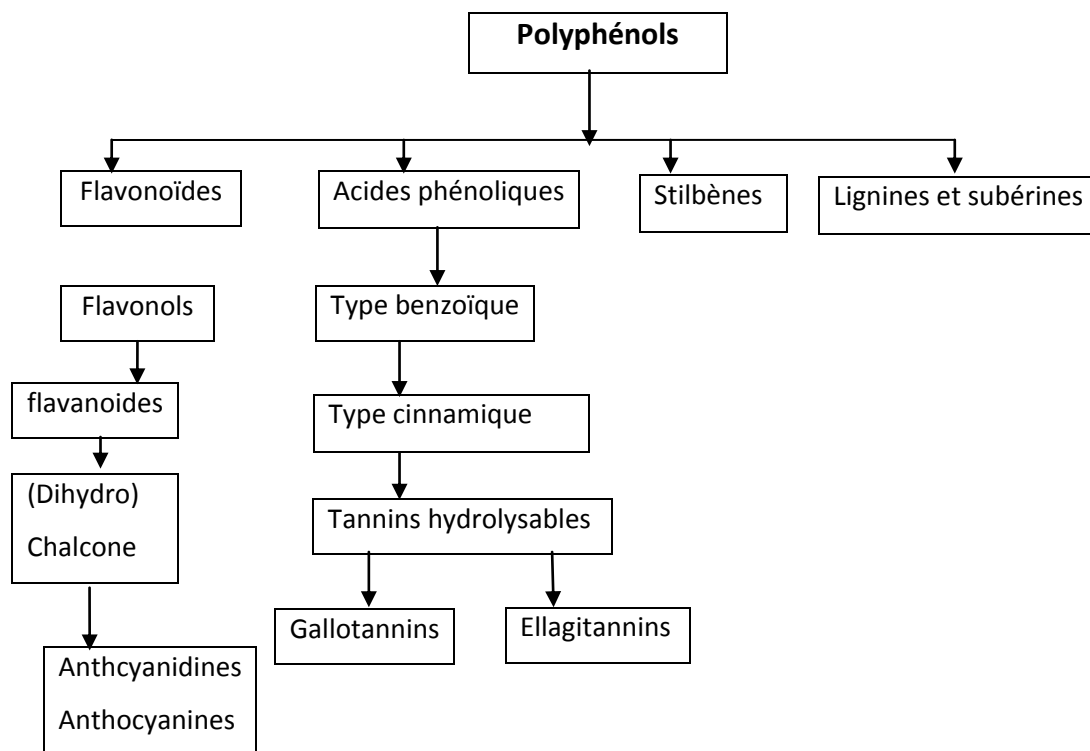 Polyphénols
Flavonoïdes
Acides phénoliques
Stilbènes
Lignines et subérines
Flavonols
Type benzoïque
flavanoides
Type cinnamique
(Dihydro)
Chalcone
Tannins hydrolysables
Gallotannins
Ellagitannins
Anthcyanidines
Anthocyanines